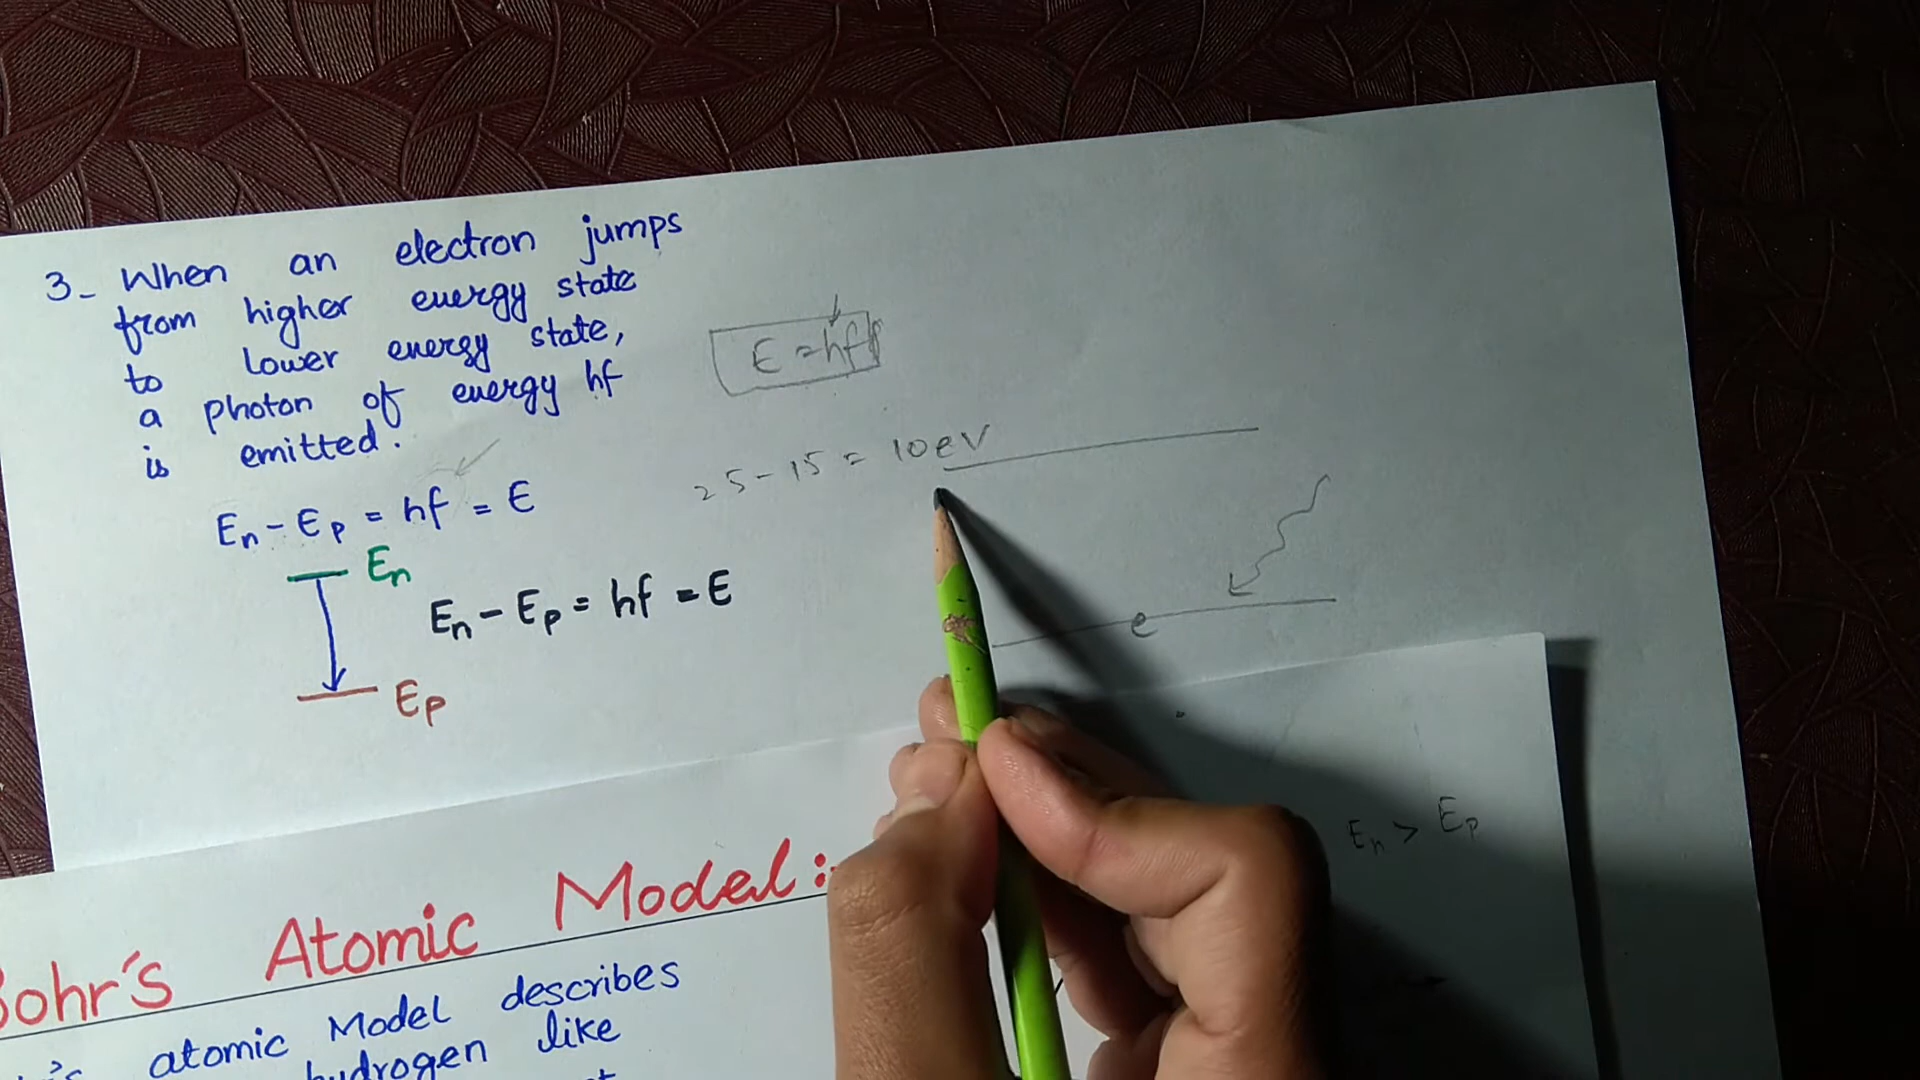 3- When an electron jumps
from higher energy state
to lower energy state,
a photon of energy hf
is emitted.
En - Ep = hf = E
En
En - Ep = hf = E
Ep
E = hf
25 - 15 = 10eV
e
En > Ep
Bohr's Atomic Model:-
atomic Model describes
hydrogen like